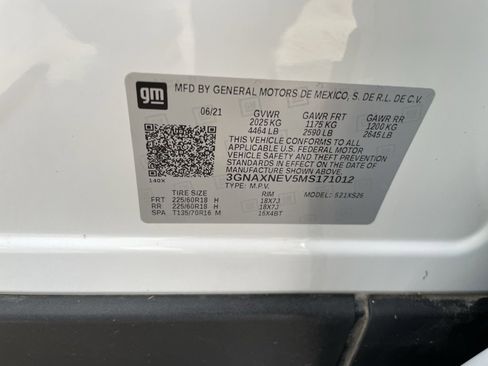 gm
MFD BY GENERAL MOTORS DE MEXICO, S. DE R.L. DE C.V.
06/21 GVWR GAWR FRT GAWR RR
2025 KG 1175 KG 1200 KG
4464 LB 2590 LB 2645 LB
THIS VEHICLE CONFORMS TO ALL
APPLICABLE U.S. FEDERAL MOTOR
VEHICLE SAFETY, BUMPER, AND THEFT
PREVENTION STANDARDS IN
EFFECT ON THE DATE OF
MANUFACTURE SHOWN ABOVE.
3GNAXNEV5MS171012
140X TYPE: M.P.V. MODEL: 521XS26
TIRE SIZE RIM
FRT 225/60R18 H 18X7J
RR 225/60R18 H 18X7J
SPA T135/70R16 M 16X4BT